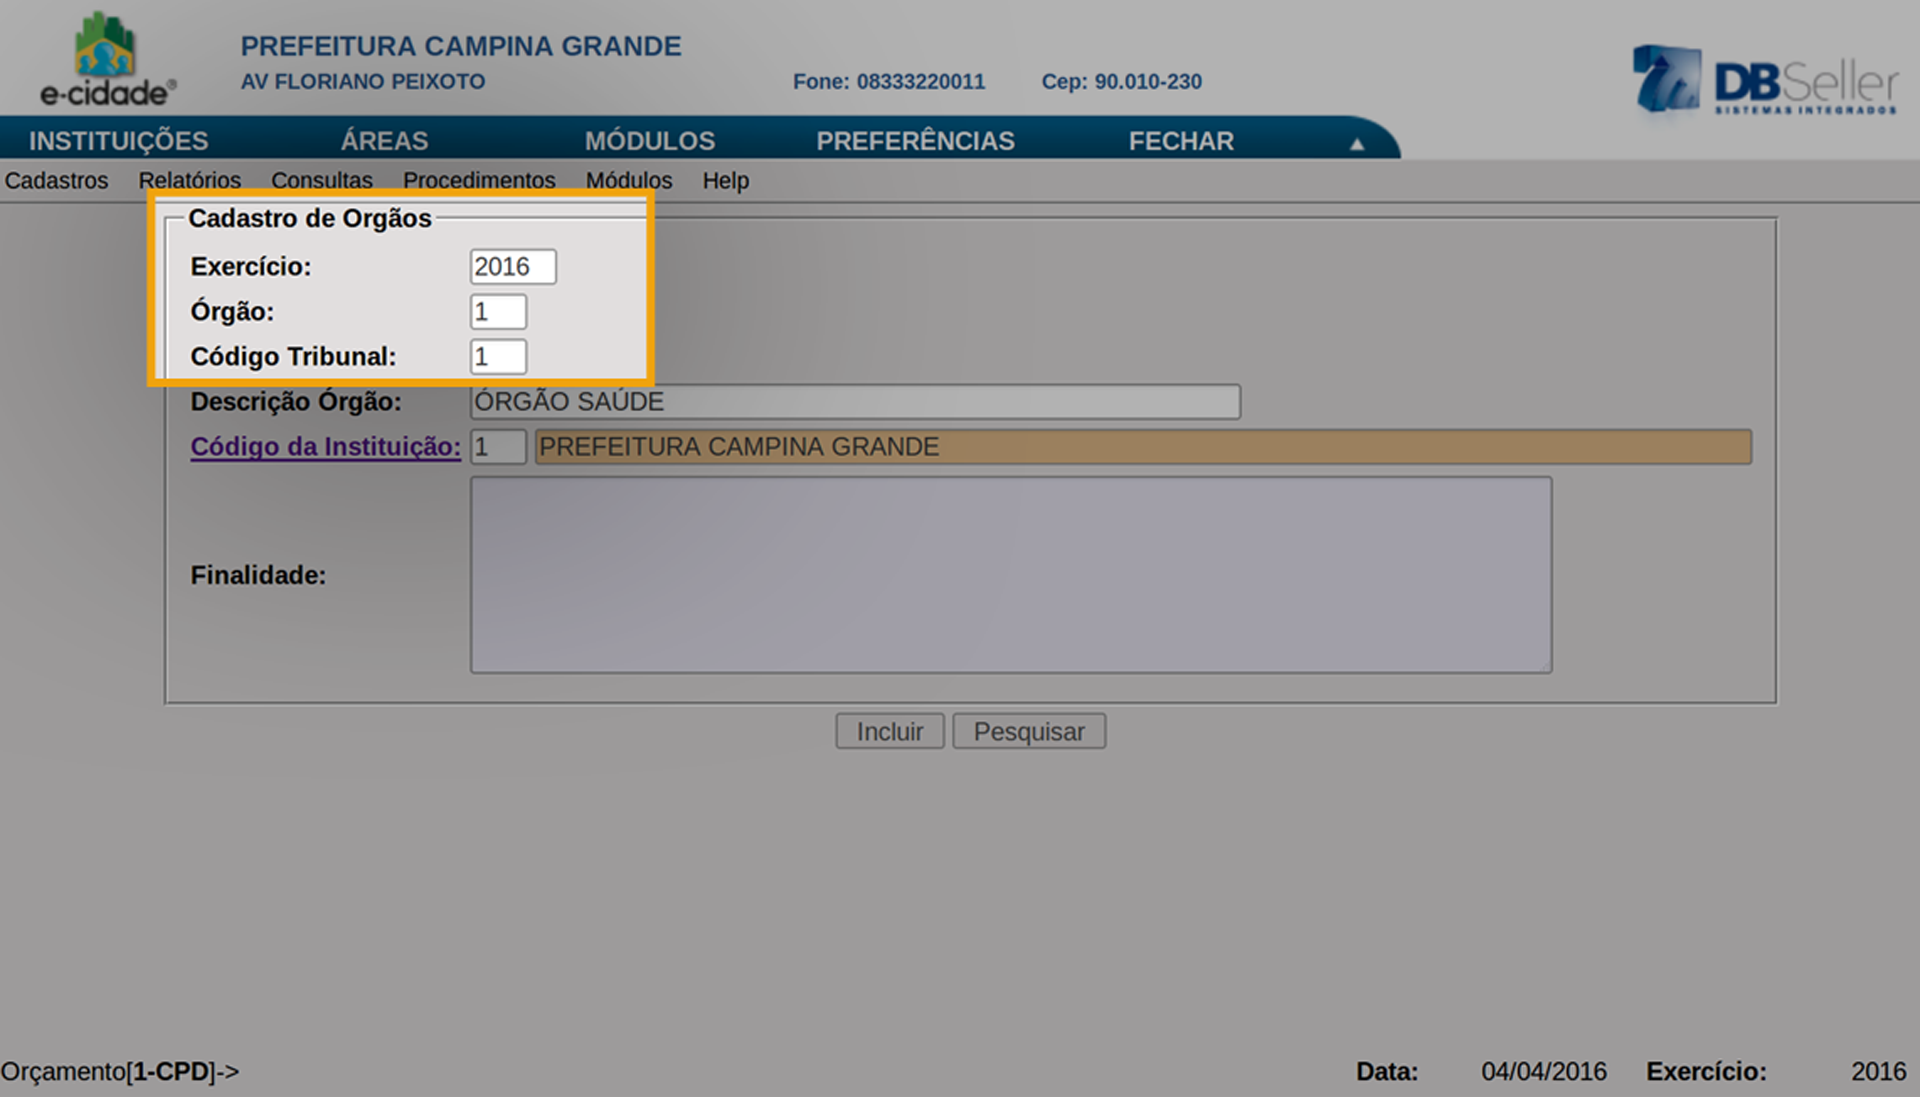 e-cidade®
PREFEITURA CAMPINA GRANDE
AV FLORIANO PEIXOTO Fone: 08333220011 Cep: 90.010-230
DBSeller
SISTEMAS INTEGRADOS
INSTITUIÇÕES ÁREAS MÓDULOS PREFERÊNCIAS FECHAR ▲
Cadastros Relatórios Consultas Procedimentos Módulos Help
Cadastro de Orgãos
Exercício: 2016
Órgão: 1
Código Tribunal: 1
Descrição Órgão: ÓRGÃO SAÚDE
Código da Instituição: 1 PREFEITURA CAMPINA GRANDE
Finalidade:
Incluir Pesquisar
Orçamento[1-CPD]-> Data: 04/04/2016 Exercício: 2016